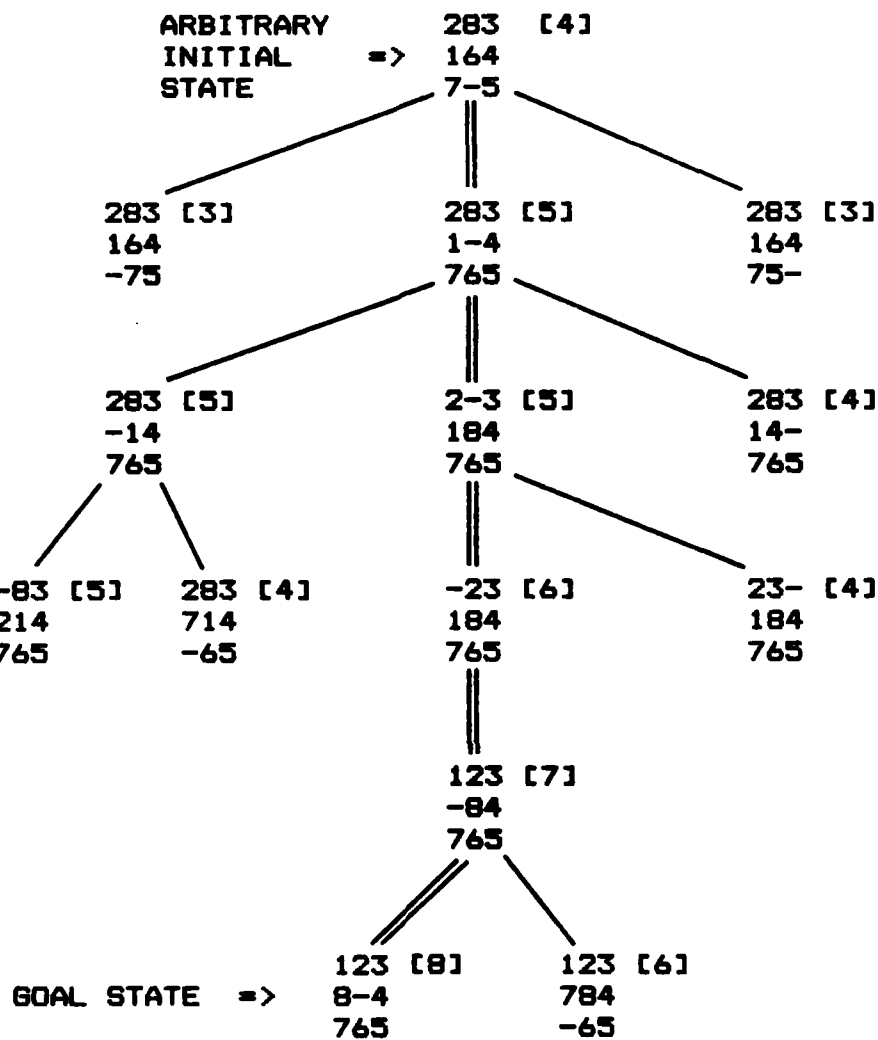 ARBITRARY 283 [4]
INITIAL => 164
STATE 7-5
283 [3] 283 [5] 283 [3]
164 1-4 164
-75 765 75-
283 [5] 2-3 [5] 283 [4]
-14 184 14-
765 765 765
-83 [5] 283 [4] -23 [6] 23- [4]
214 714 184 184
765 -65 765 765
123 [7]
-84
765
123 [8] 123 [6]
GOAL STATE => 8-4 784
765 -65